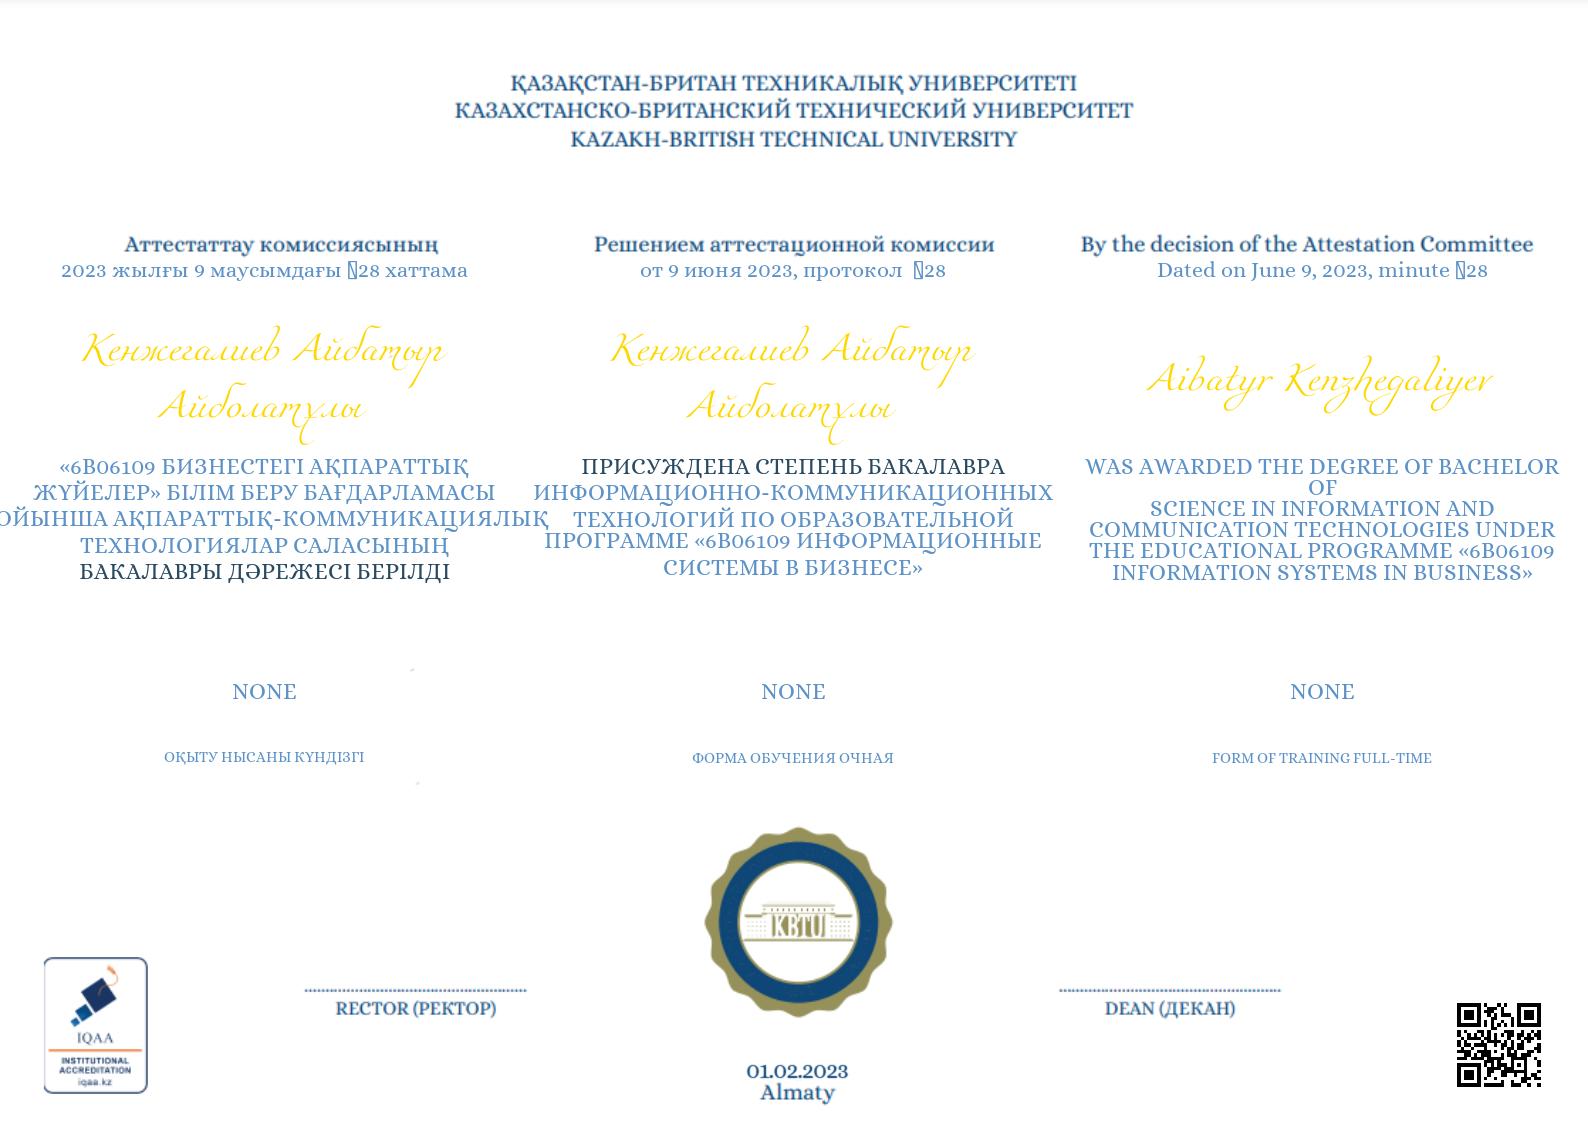 ҚАЗАҚСТАН-БРИТАН ТЕХНИКАЛЫҚ УНИВЕРСИТЕТІ
КАЗАХСТАНСКО-БРИТАНСКИЙ ТЕХНИЧЕСКИЙ УНИВЕРСИТЕТ
KAZAKH-BRITISH TECHNICAL UNIVERSITY
Аттестаттау комиссиясының
2023 жылғы 9 маусымдағы 28 хаттама
Кенжегалиев Айбатыр
Айболатұлы
«6B06109 БИЗНЕСТЕГІ АҚПАРАТТЫҚ
ЖҮЙЕЛЕР» БІЛІМ БЕРУ БАҒДАРЛАМАСЫ
ОЙЫНША АҚПАРАТТЫҚ-КОММУНИКАЦИЯЛЫҚ
ТЕХНОЛОГИЯЛАР САЛАСЫНЫҢ
БАКАЛАВРЫ ДӘРЕЖЕСІ БЕРІЛДІ
NONE
ОҚЫТУ НЫСАНЫ КҮНДІЗГІ
Решением аттестационной комиссии
от 9 июня 2023, протокол 28
Кенжегалиев Айбатыр
Айболатұлы
ПРИСУЖДЕНА СТЕПЕНЬ БАКАЛАВРА
ИНФОРМАЦИОННО-КОММУНИКАЦИОННЫХ
ТЕХНОЛОГИЙ ПО ОБРАЗОВАТЕЛЬНОЙ
ПРОГРАММЕ «6B06109 ИНФОРМАЦИОННЫЕ
СИСТЕМЫ В БИЗНЕСЕ»
NONE
ФОРМА ОБУЧЕНИЯ ОЧНАЯ
By the decision of the Attestation Committee
Dated on June 9, 2023, minute 28
Aibatyr Kenzhegaliyev
WAS AWARDED THE DEGREE OF BACHELOR
OF
SCIENCE IN INFORMATION AND
COMMUNICATION TECHNOLOGIES UNDER
THE EDUCATIONAL PROGRAMME «6B06109
INFORMATION SYSTEMS IN BUSINESS»
NONE
FORM OF TRAINING FULL-TIME
KBTU
IQAA
INSTITUTIONAL
ACCREDITATION
iqaa.kz
RECTOR (РЕКТОР)
DEAN (ДЕКАН)
01.02.2023
Almaty